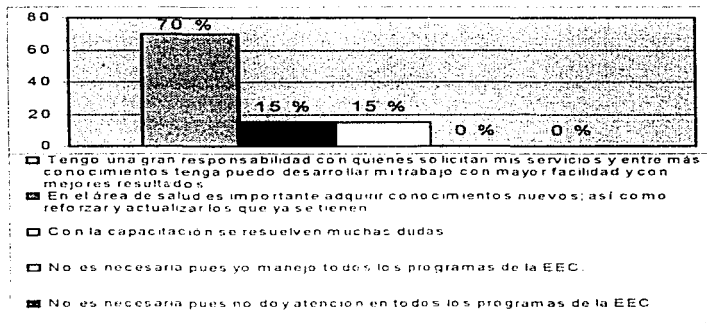 80
70 %
60
40
20
15 %
15 %
0 %
0 %
0
Tengo una gran responsabilidad con quienes solicitan mis servicios y entre más
conocimientos tenga puedo desarrollar mi trabajo con mayor facilidad y con
mejores resultados
En el área de salud es importante adquirir conocimientos nuevos; así como
reforzar y actualizar los que ya se tienen
Con la capacitación se resuelven muchas dudas
No es necesaria pues yo manejo todos los programas de la EEC.
No es necesaria pues no doy atención en todos los programas de la EEC